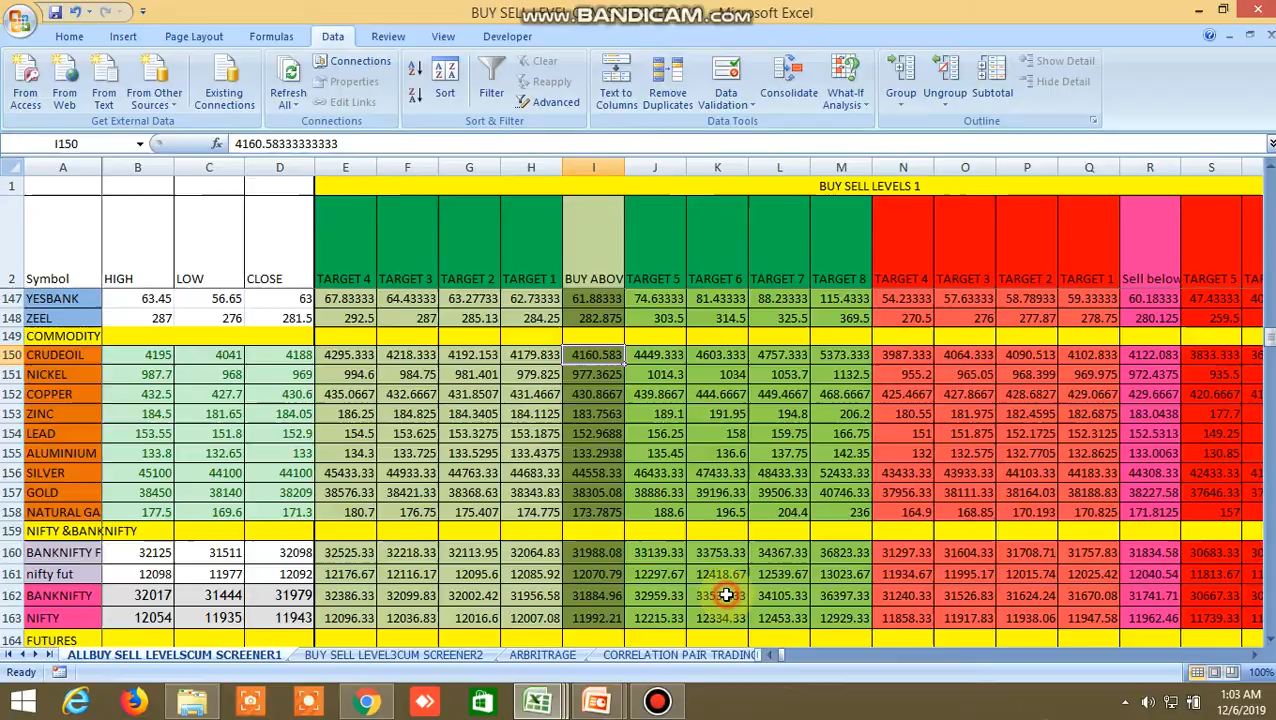 BUY SELL LEVE
www.BANDICAM.com
Microsoft Excel
Home Insert Page Layout Formulas Data Review View Developer
From Access From Web From Text From Other Sources Existing Connections Refresh All Connections Properties Edit Links Sort Filter Clear Reapply Advanced Text to Columns Remove Duplicates Data Validation Consolidate What-If Analysis Group Ungroup Subtotal Show Detail Hide Detail
Get External Data Connections Sort & Filter Data Tools Outline
I150 fx 4160.58333333333
A B C D E F G H I J K L M N O P Q R S
1 BUY SELL LEVELS 1
2 Symbol HIGH LOW CLOSE TARGET 4 TARGET 3 TARGET 2 TARGET 1 BUY ABOV TARGET 5 TARGET 6 TARGET 7 TARGET 8 TARGET 4 TARGET 3 TARGET 2 TARGET 1 Sell below TARGET 5
147 YESBANK 63.45 56.65 63 67.83333 64.43333 63.27733 62.73333 61.88333 74.63333 81.43333 88.23333 115.4333 54.23333 57.63333 58.78933 59.33333 60.18333 47.43333
148 ZEEL 287 276 281.5 292.5 287 285.13 284.25 282.875 303.5 314.5 325.5 369.5 270.5 276 277.87 278.75 280.125 259.5
149 COMMODITY
150 CRUDEOIL 4195 4041 4188 4295.333 4218.333 4192.153 4179.833 4160.583 4449.333 4603.333 4757.333 5373.333 3987.333 4064.333 4090.513 4102.833 4122.083 3833.333
151 NICKEL 987.7 968 969 994.6 984.75 981.401 979.825 977.3625 1014.3 1034 1053.7 1132.5 955.2 965.05 968.399 969.975 972.4375 935.5
152 COPPER 432.5 427.7 430.6 435.0667 432.6667 431.8507 431.4667 430.8667 439.8667 444.6667 449.4667 468.6667 425.4667 427.8667 428.6827 429.0667 429.6667 420.6667
153 ZINC 184.5 181.65 184.05 186.25 184.825 184.3405 184.1125 183.7563 189.1 191.95 194.8 206.2 180.55 181.975 182.4595 182.6875 183.0438 177.7
154 LEAD 153.55 151.8 152.9 154.5 153.625 153.3275 153.1875 152.9688 156.25 158 159.75 166.75 151 151.875 152.1725 152.3125 152.5313 149.25
155 ALUMINIUM 133.8 132.65 133 134.3 133.725 133.5295 133.4375 133.2938 135.45 136.6 137.75 142.35 132 132.575 132.7705 132.8625 133.0063 130.85
156 SILVER 45100 44100 44100 45433.33 44933.33 44763.33 44683.33 44558.33 46433.33 47433.33 48433.33 52433.33 43433.33 43933.33 44103.33 44183.33 44308.33 42433.33
157 GOLD 38450 38140 38209 38576.33 38421.33 38368.63 38343.83 38305.08 38886.33 39196.33 39506.33 40746.33 37956.33 38111.33 38164.03 38188.83 38227.58 37646.33
158 NATURAL GA 177.5 169.6 171.3 180.7 176.75 175.407 174.775 173.7875 188.6 196.5 204.4 236 164.9 168.85 170.193 170.825 171.8125 157
159 NIFTY &BANKNIFTY
160 BANKNIFTY F 32125 31511 32098 32525.33 32218.33 32113.95 32064.83 31988.08 33139.33 33753.33 34367.33 36823.33 31297.33 31604.33 31708.71 31757.83 31834.58 30683.33
161 nifty fut 12098 11977 12092 12176.67 12116.17 12095.6 12085.92 12070.79 12297.67 12418.67 12539.67 13023.67 11934.67 11995.17 12015.74 12025.42 12040.54 11813.67
162 BANKNIFTY 32017 31444 31979 32386.33 32099.83 32002.42 31956.58 31884.96 32959.33 34105.33 36397.33 31240.33 31526.83 31624.24 31670.08 31741.71 30667.33
163 NIFTY 12054 11935 11943 12096.33 12036.83 12016.6 12007.08 11992.21 12215.33 12334.33 12453.33 12929.33 11858.33 11917.83 11938.06 11947.58 11962.46 11739.33
164 FUTURES
ALLBUY SELL LEVELSCUM SCREENER1 BUY SELL LEVEL3CUM SCREENER2 ARBITRAGE CORRELATION PAIR TRADING
Ready 100%
1:03 AM
12/6/2019